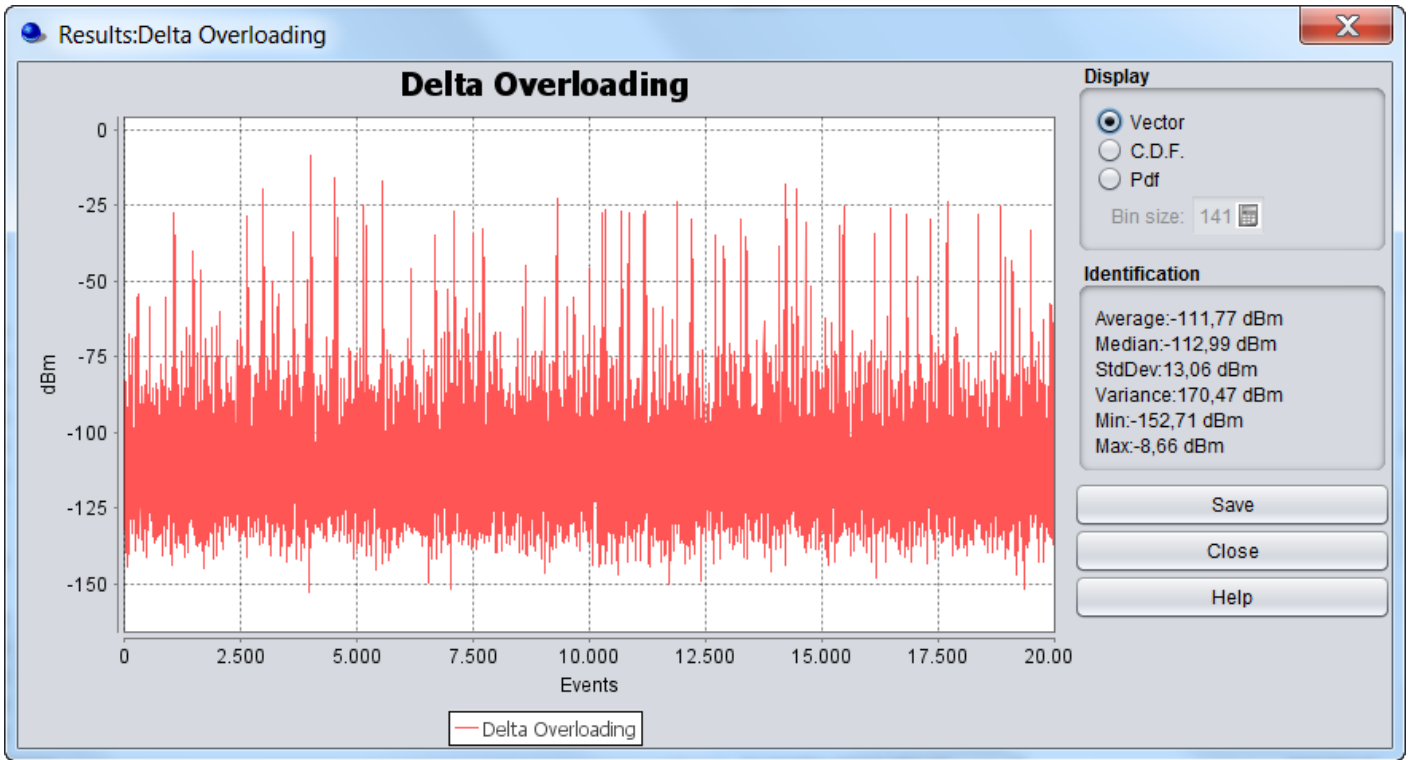 Results:Delta Overloading
X
Delta Overloading
0
-25
-50
-75
-100
-125
-150
dBm
0 2.500 5.000 7.500 10.000 12.500 15.000 17.500 20.00
Events
Delta Overloading
Display
Vector
C.D.F.
Pdf
Bin size: 141
Identification
Average:-111,77 dBm
Median:-112,99 dBm
StdDev:13,06 dBm
Variance:170,47 dBm
Min:-152,71 dBm
Max:-8,66 dBm
Save
Close
Help